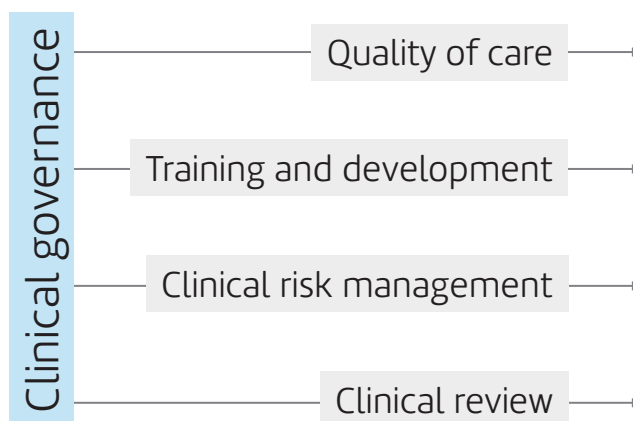 Clinical governance
Quality of care
Training and development
Clinical risk management
Clinical review